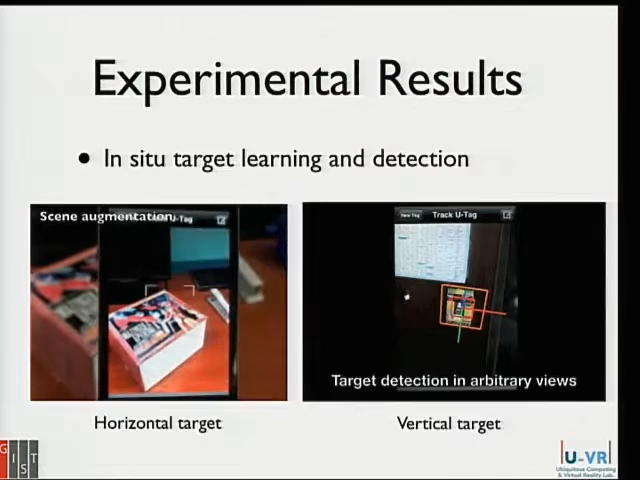 Experimental Results
• In situ target learning and detection
Scene augmentation
U-Tag
New Tag
Track U-Tag
Target detection in arbitrary views
Horizontal target
Vertical target
GIST
U-VR
Ubiquitous Computing
& Virtual Reality Lab.